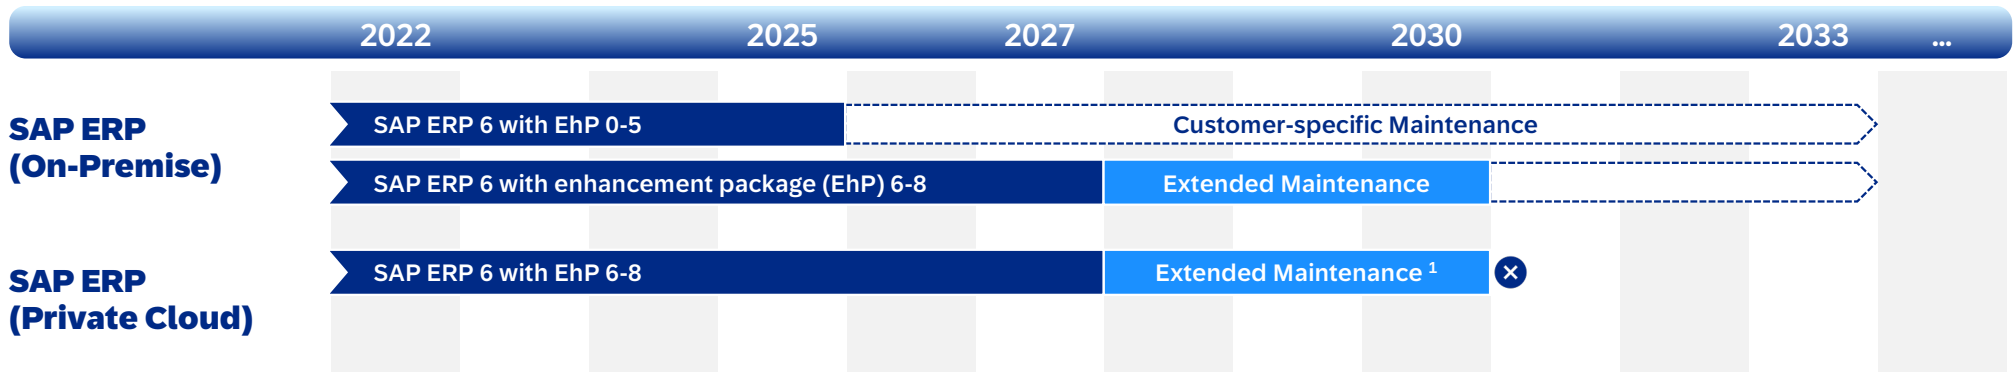 2022 2025 2027 2030 2033 ...
SAP ERP
(On-Premise)
SAP ERP 6 with EhP 0-5
Customer-specific Maintenance
SAP ERP 6 with enhancement package (EhP) 6-8
Extended Maintenance
SAP ERP
(Private Cloud)
SAP ERP 6 with EhP 6-8
Extended Maintenance ¹